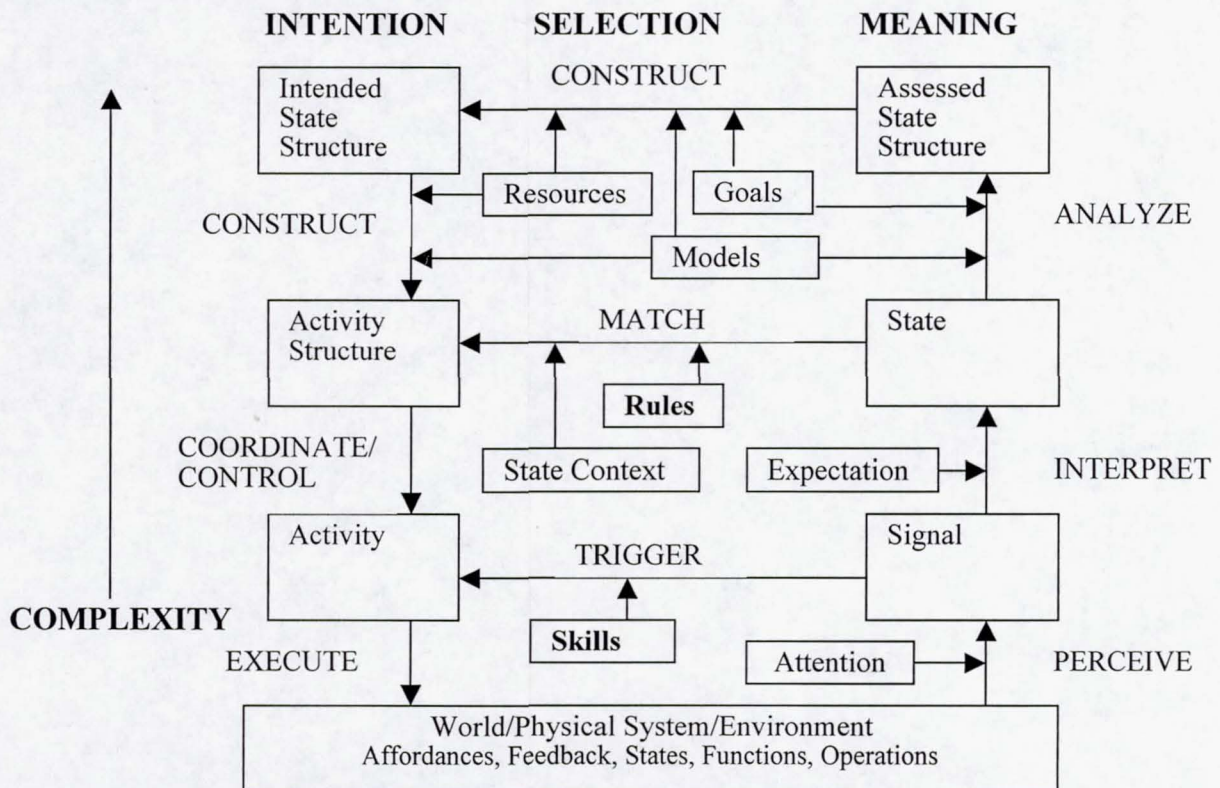 INTENTION SELECTION MEANING
CONSTRUCT
Intended
State
Structure
Assessed
State
Structure
Resources
Goals
CONSTRUCT
ANALYZE
Models
Activity
Structure
MATCH
State
Rules
COORDINATE/
CONTROL
State Context
Expectation
INTERPRET
Activity
TRIGGER
Signal
COMPLEXITY
Skills
EXECUTE
Attention
PERCEIVE
World/Physical System/Environment
Affordances, Feedback, States, Functions, Operations